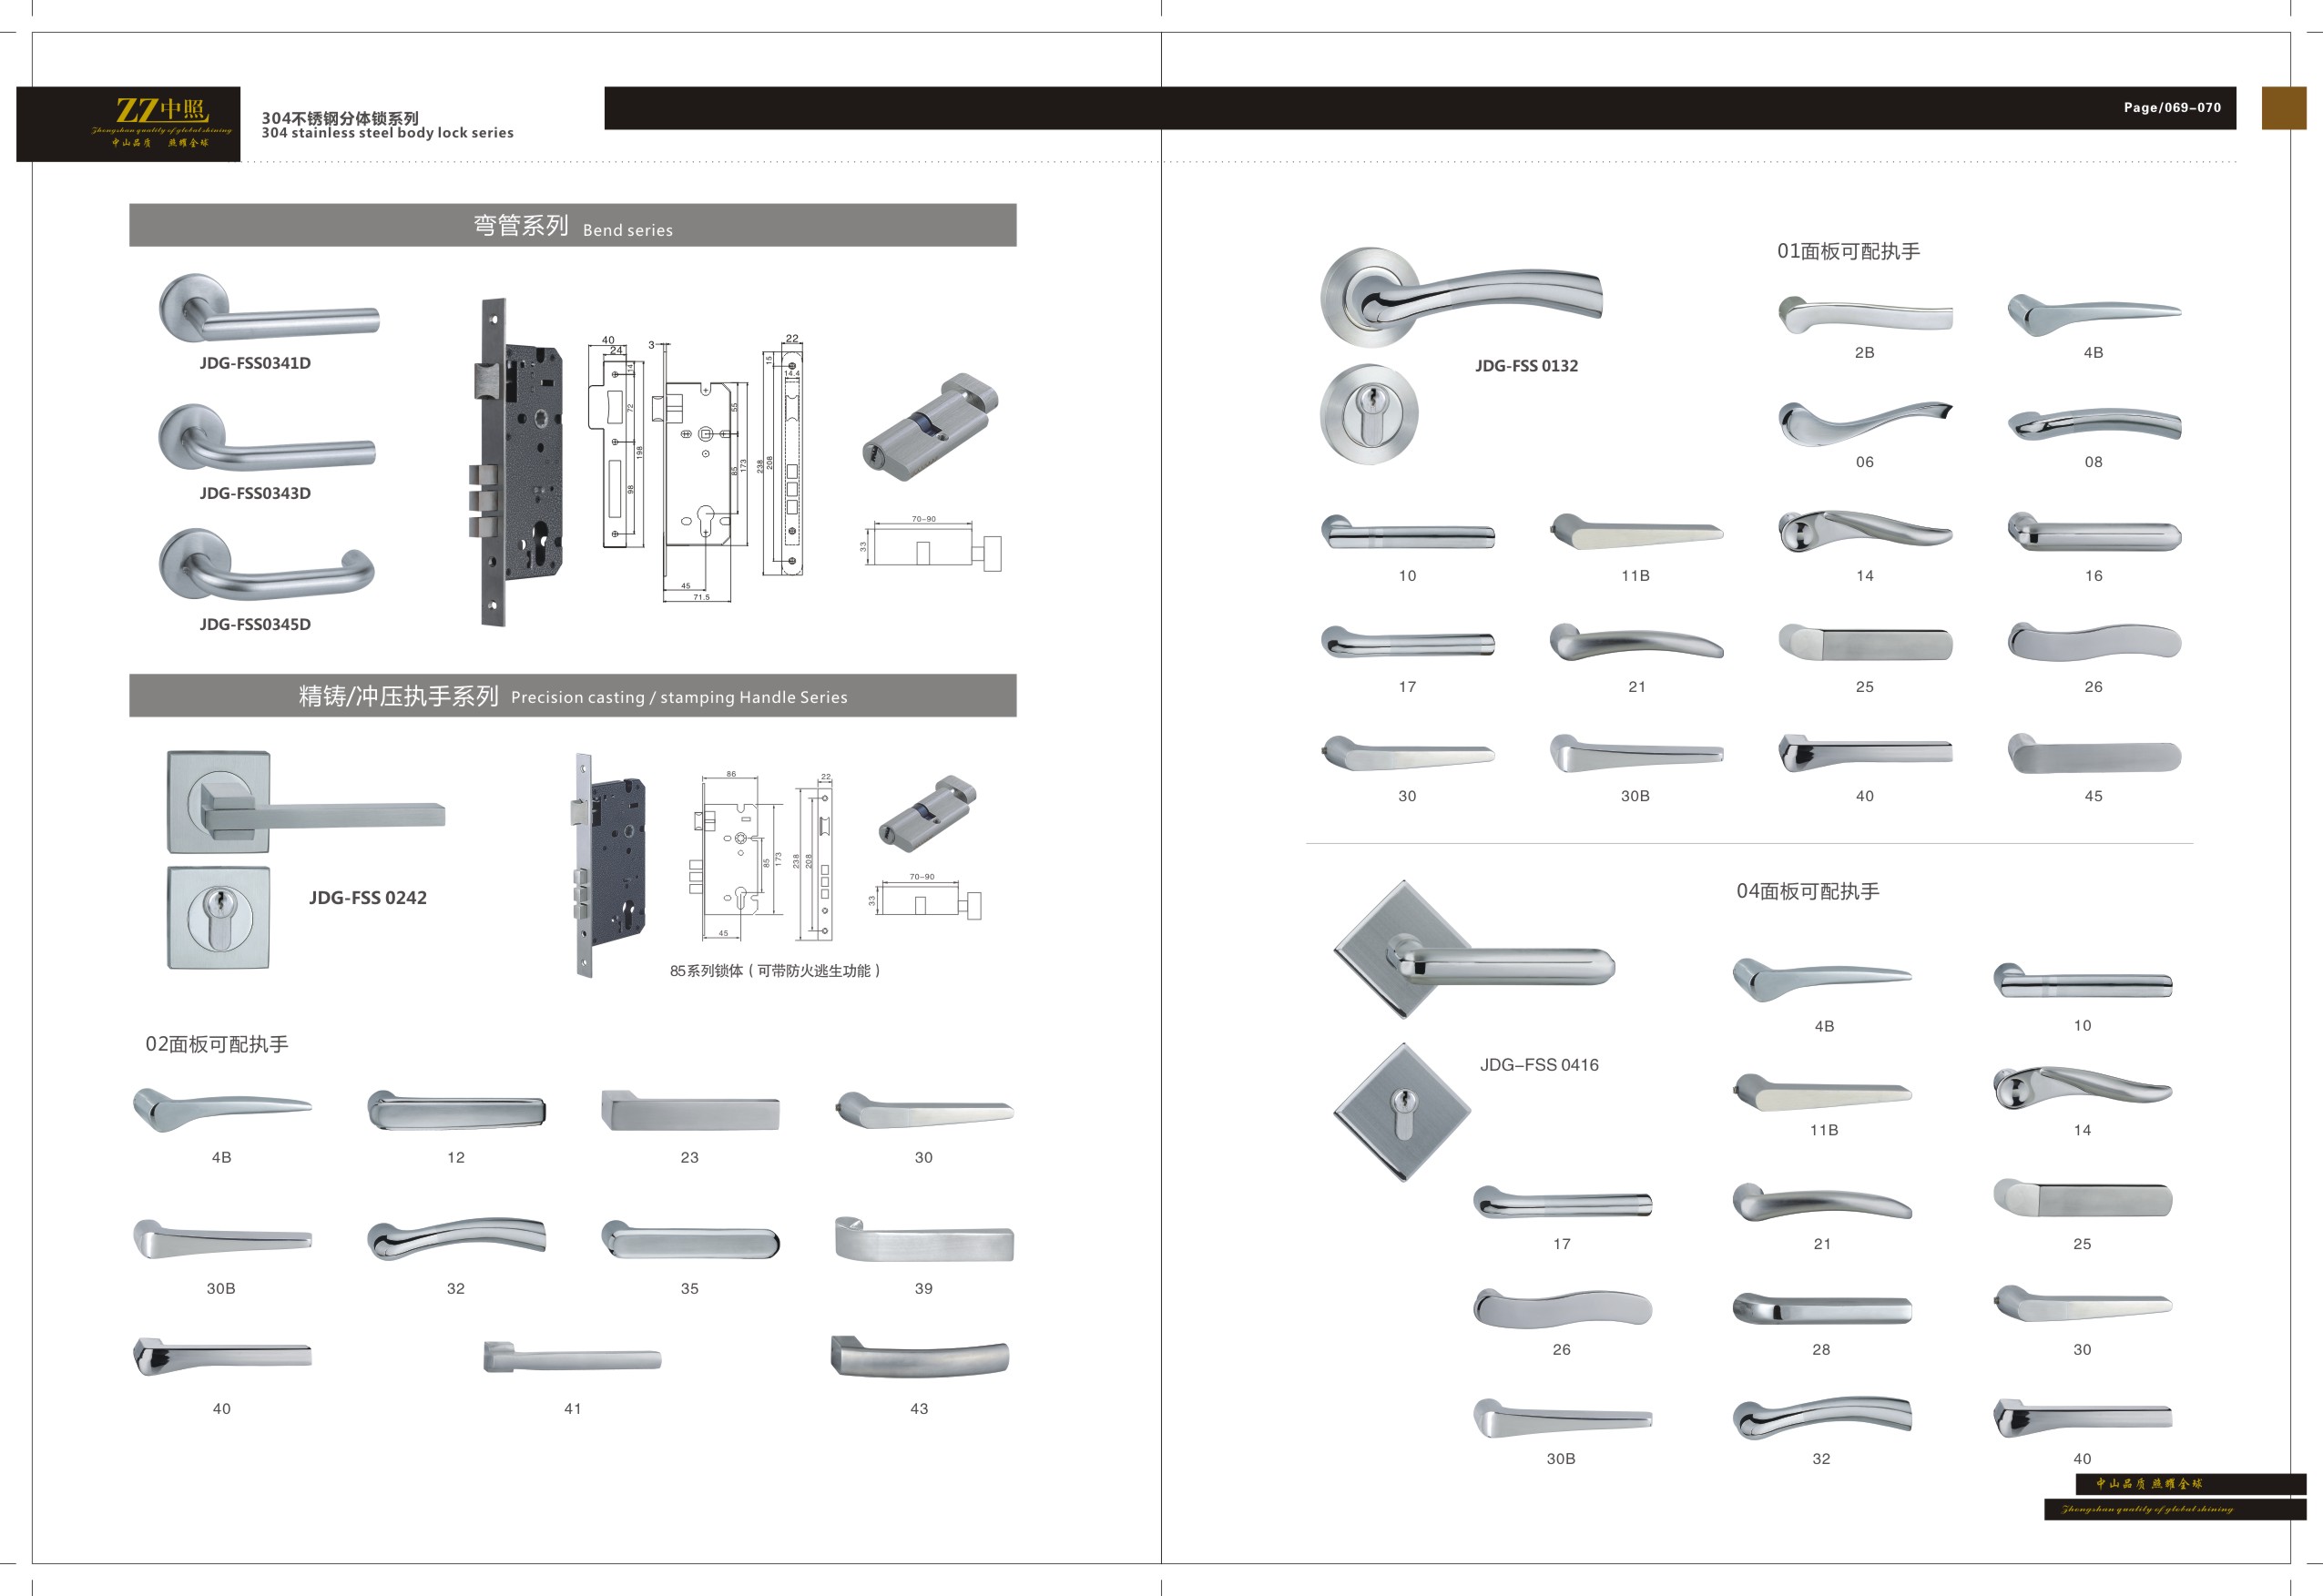 ZZ中照
Zhongshan quality of global shining
中山品质 照耀全球
304不锈钢分体锁系列
304 stainless steel body lock series
Page/069-070
弯管系列 Bend series
JDG-FSS0341D
JDG-FSS0343D
JDG-FSS0345D
40
24
14
72
198
98
3
55
85
173
45
71.5
22
15
14.4
238
208
70-90
33
精铸/冲压执手系列 Precision casting / stamping Handle Series
JDG-FSS 0242
86
85
173
45
22
238
208
70-90
33
85系列锁体（可带防火逃生功能）
02面板可配执手
4B 12 23 30
30B 32 35 39
40 41 43
JDG-FSS 0132
01面板可配执手
2B 4B
06 08
10 11B 14 16
17 21 25 26
30 30B 40 45
04面板可配执手
JDG-FSS 0416
4B 10
11B 14
17 21 25
26 28 30
30B 32 40
中山品质 照耀全球
Zhongshan quality of global shining